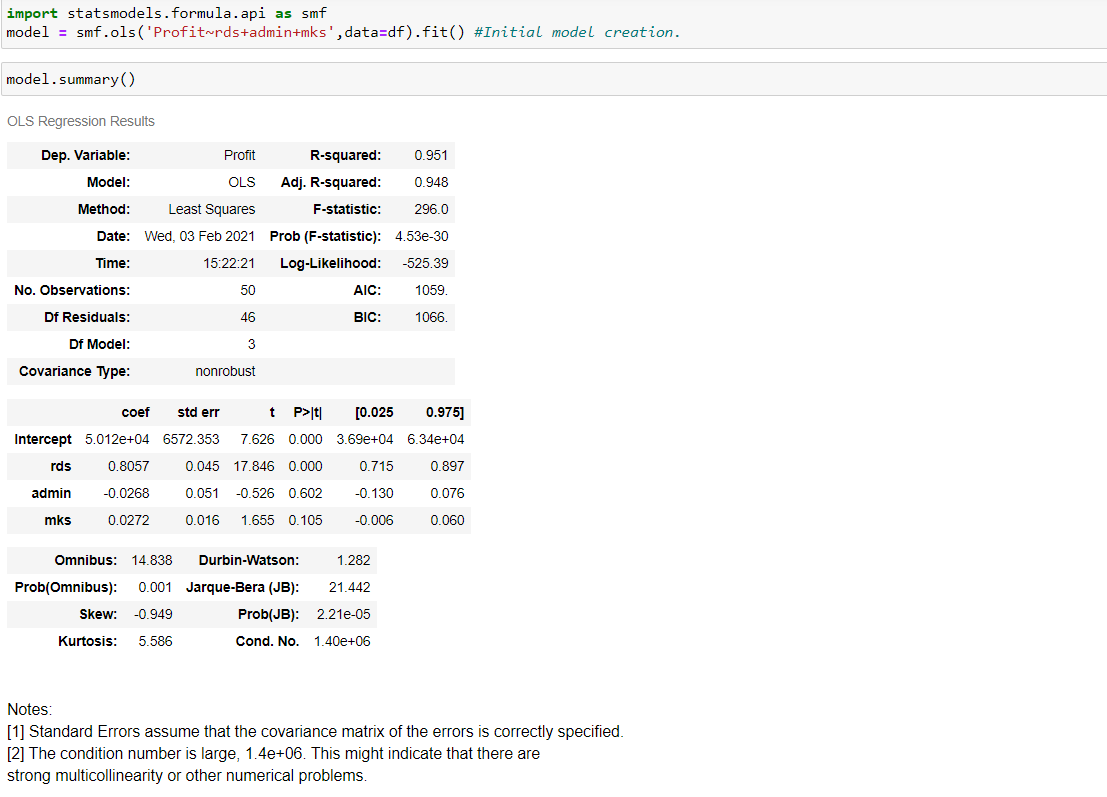 import statsmodels.formula.api as smf
model = smf.ols('Profit~rds+admin+mks',data=df).fit() #Initial model creation.
model.summary()
OLS Regression Results
Dep. Variable: Profit R-squared: 0.951
Model: OLS Adj. R-squared: 0.948
Method: Least Squares F-statistic: 296.0
Date: Wed, 03 Feb 2021 Prob (F-statistic): 4.53e-30
Time: 15:22:21 Log-Likelihood: -525.39
No. Observations: 50 AIC: 1059.
Df Residuals: 46 BIC: 1066.
Df Model: 3
Covariance Type: nonrobust
coef std err t P>|t| [0.025 0.975]
Intercept 5.012e+04 6572.353 7.626 0.000 3.69e+04 6.34e+04
rds 0.8057 0.045 17.846 0.000 0.715 0.897
admin -0.0268 0.051 -0.526 0.602 -0.130 0.076
mks 0.0272 0.016 1.655 0.105 -0.006 0.060
Omnibus: 14.838 Durbin-Watson: 1.282
Prob(Omnibus): 0.001 Jarque-Bera (JB): 21.442
Skew: -0.949 Prob(JB): 2.21e-05
Kurtosis: 5.586 Cond. No. 1.40e+06
Notes:
[1] Standard Errors assume that the covariance matrix of the errors is correctly specified.
[2] The condition number is large, 1.4e+06. This might indicate that there are
strong multicollinearity or other numerical problems.